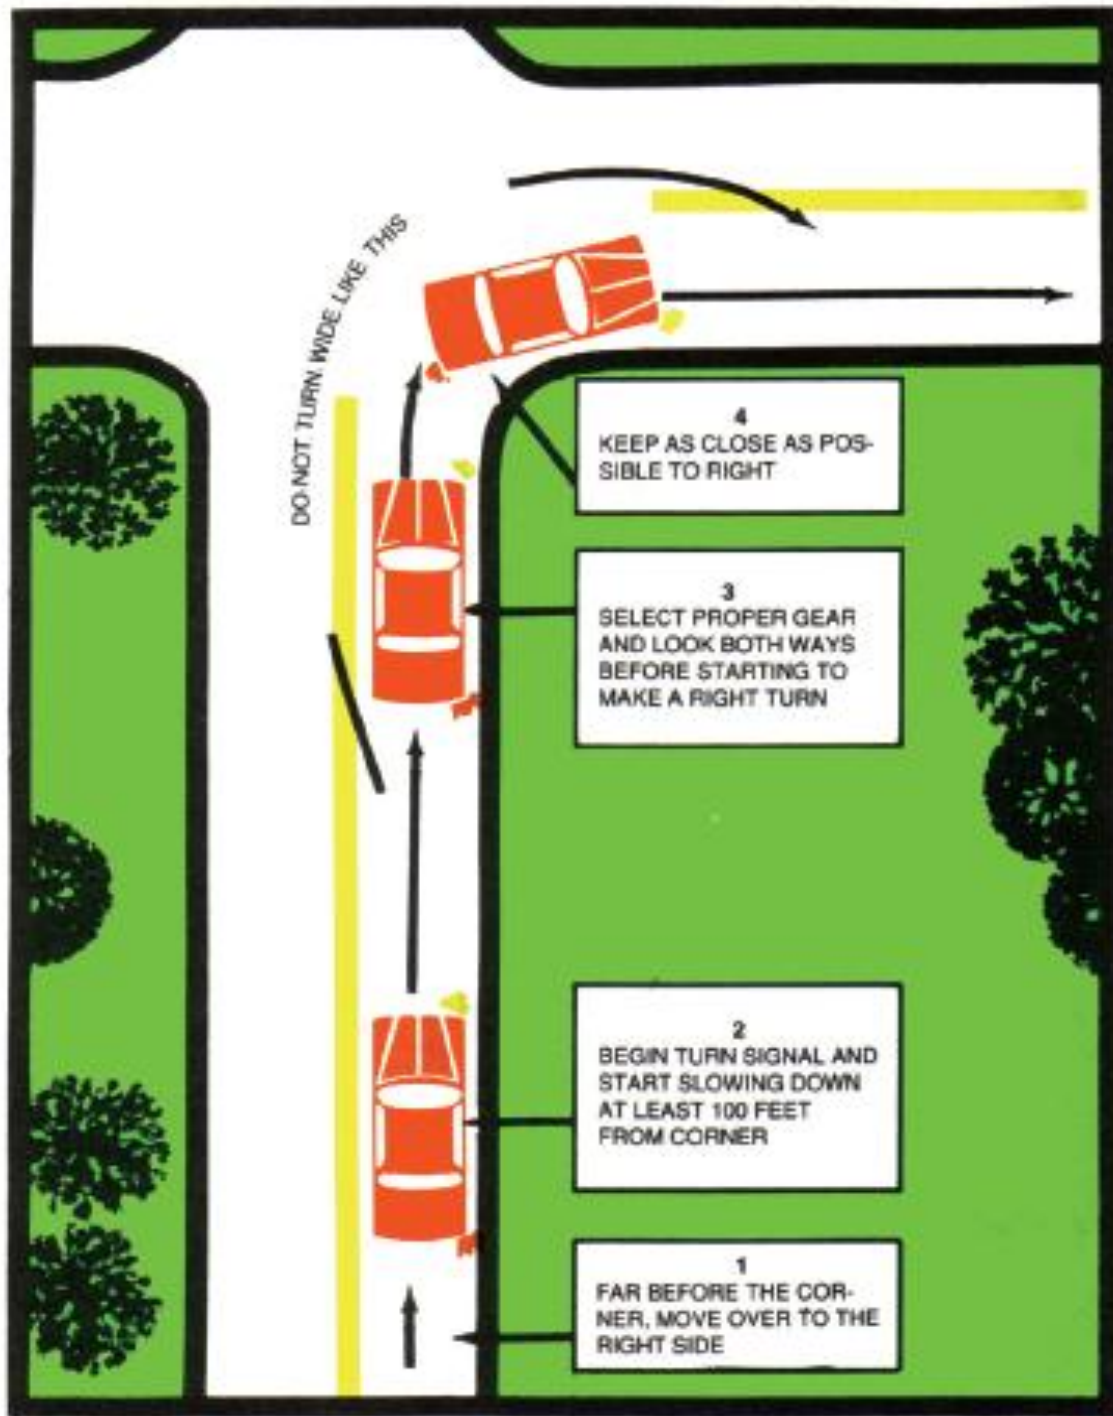 DO NOT TURN WIDE LIKE THIS
4
KEEP AS CLOSE AS POS-
SIBLE TO RIGHT
3
SELECT PROPER GEAR
AND LOOK BOTH WAYS
BEFORE STARTING TO
MAKE A RIGHT TURN
2
BEGIN TURN SIGNAL AND
START SLOWING DOWN
AT LEAST 100 FEET
FROM CORNER
1
FAR BEFORE THE COR-
NER, MOVE OVER TO THE
RIGHT SIDE